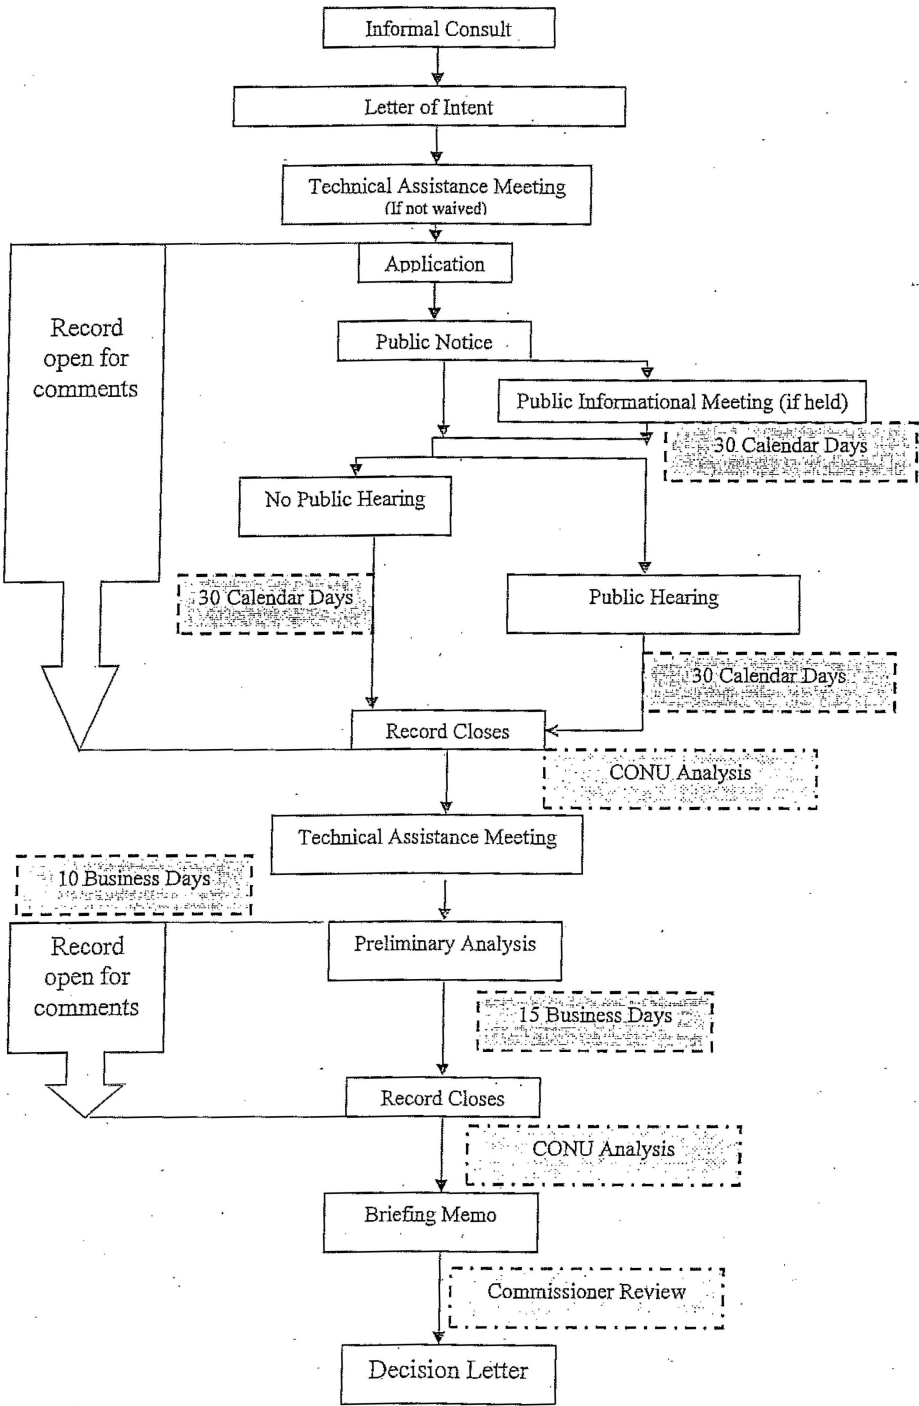 Informal Consult
Letter of Intent
Technical Assistance Meeting
(If not waived)
Application
Record
open for
comments
Public Notice
Public Informational Meeting (if held)
30 Calendar Days
No Public Hearing
30 Calendar Days
Public Hearing
30 Calendar Days
Record Closes
CONU Analysis
Technical Assistance Meeting
10 Business Days
Record
open for
comments
Preliminary Analysis
15 Business Days
Record Closes
CONU Analysis
Briefing Memo
Commissioner Review
Decision Letter